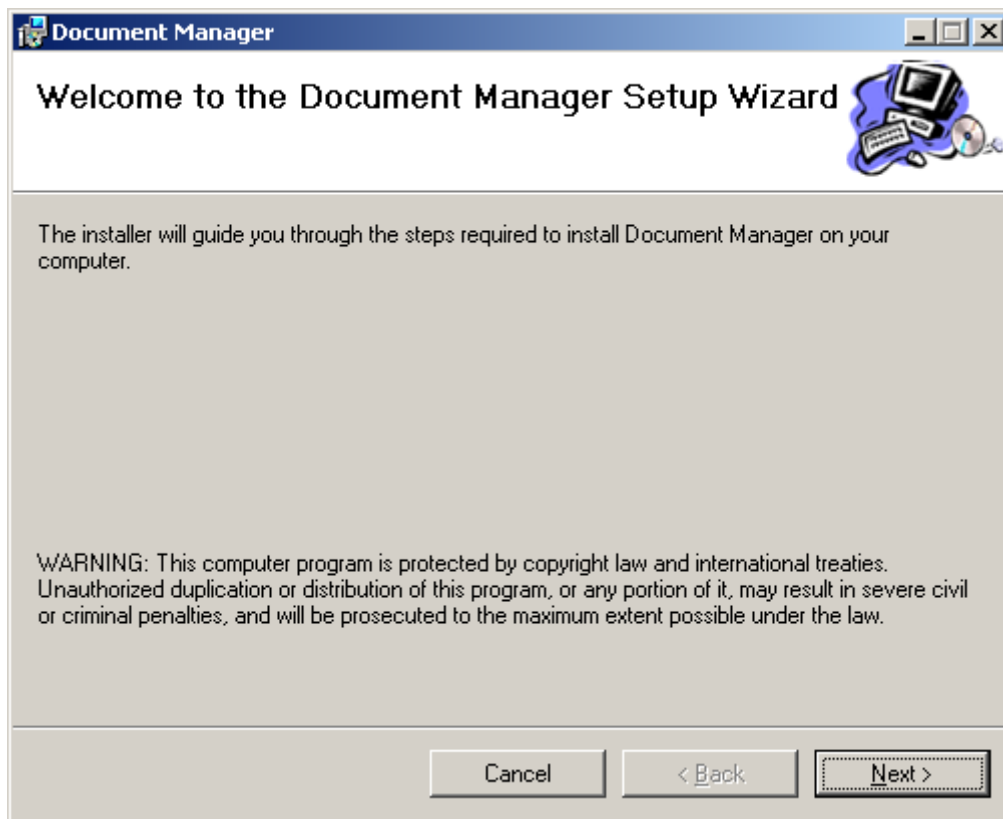 Document Manager
Welcome to the Document Manager Setup Wizard
The installer will guide you through the steps required to install Document Manager on your
computer.
WARNING: This computer program is protected by copyright law and international treaties.
Unauthorized duplication or distribution of this program, or any portion of it, may result in severe civil
or criminal penalties, and will be prosecuted to the maximum extent possible under the law.
Cancel
< Back
Next >